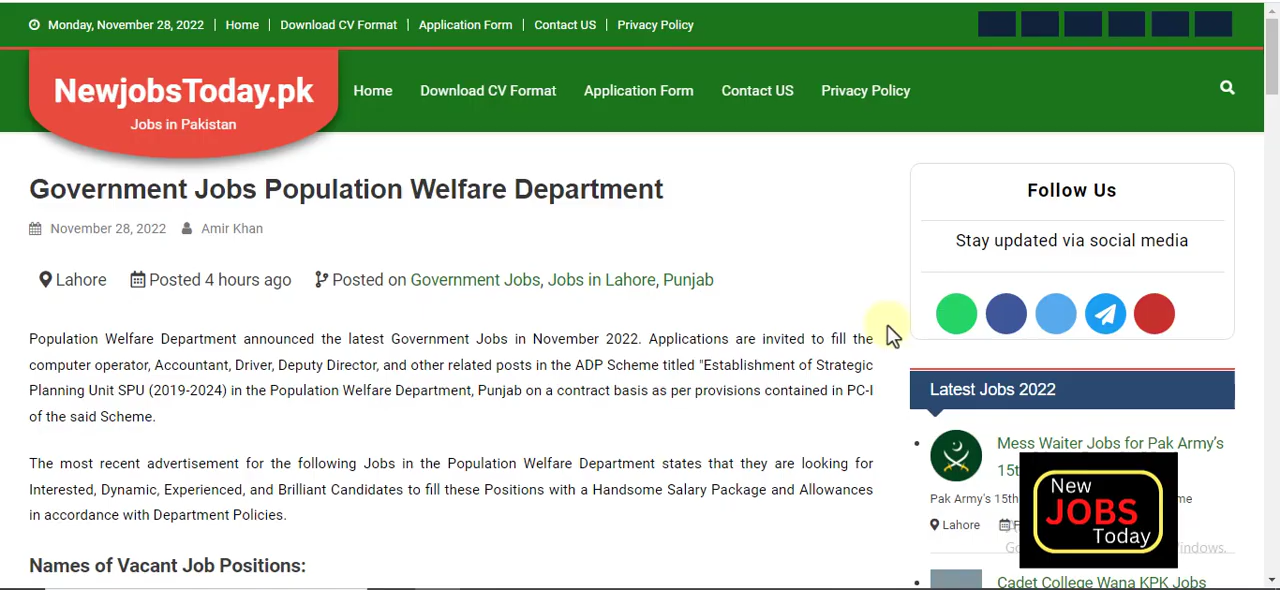 Monday, November 28, 2022 | Home | Download CV Format | Application Form | Contact US | Privacy Policy
NewjobsToday.pk
Jobs in Pakistan
Home Download CV Format Application Form Contact US Privacy Policy
Government Jobs Population Welfare Department
November 28, 2022 Amir Khan
Lahore Posted 4 hours ago Posted on Government Jobs, Jobs in Lahore, Punjab
Population Welfare Department announced the latest Government Jobs in November 2022. Applications are invited to fill the
computer operator, Accountant, Driver, Deputy Director, and other related posts in the ADP Scheme titled "Establishment of Strategic
Planning Unit SPU (2019-2024) in the Population Welfare Department, Punjab on a contract basis as per provisions contained in PC-I
of the said Scheme.
The most recent advertisement for the following Jobs in the Population Welfare Department states that they are looking for
Interested, Dynamic, Experienced, and Brilliant Candidates to fill these Positions with a Handsome Salary Package and Allowances
in accordance with Department Policies.
Names of Vacant Job Positions:
Follow Us
Stay updated via social media
Latest Jobs 2022
Mess Waiter Jobs for Pak Army's
15t
Pak Army's 15th
Lahore
New
JOBS
Today
Cadet College Wana KPK Jobs